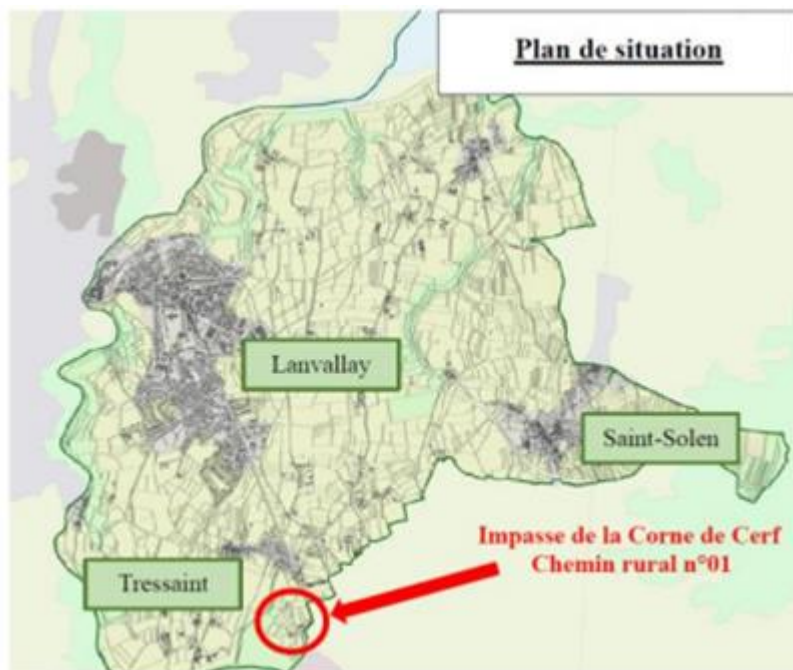 Plan de situation
Lanvallay
Saint-Solen
Impasse de la Corne de Cerf
Chemin rural n°01
Tressaint